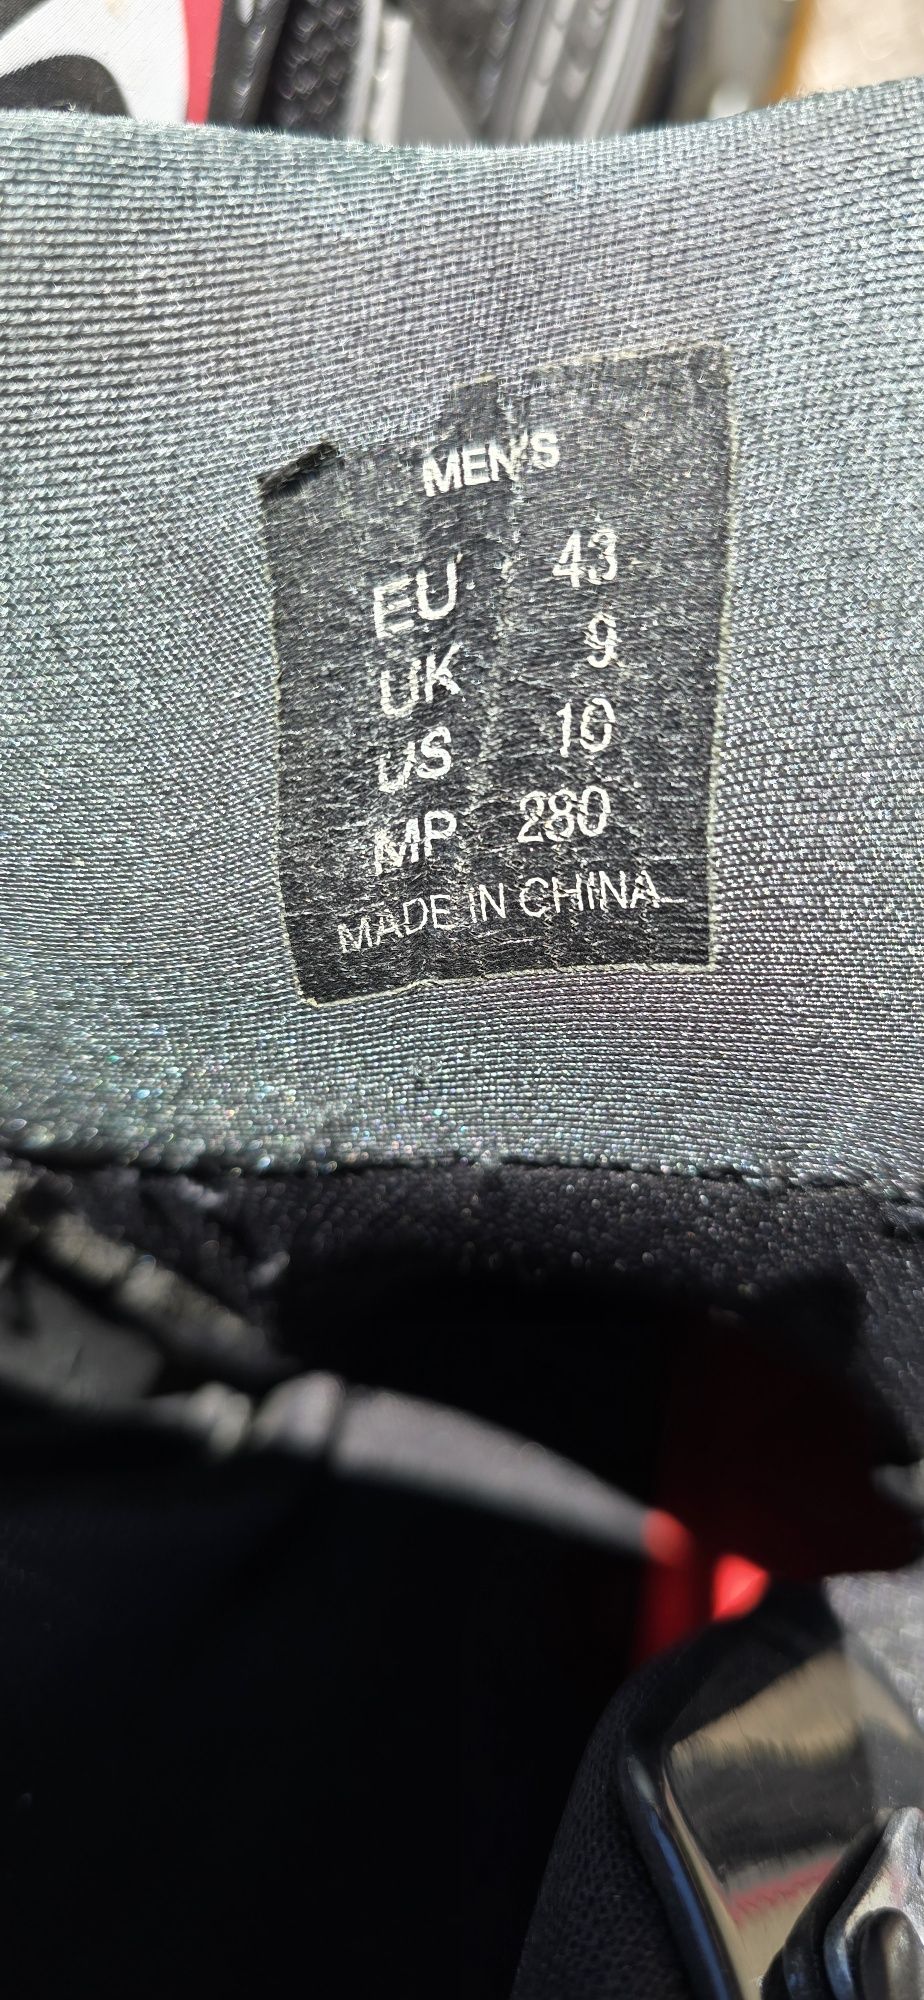 MEN'S
EU 43
UK 9
US 10
MP 280
MADE IN CHINA